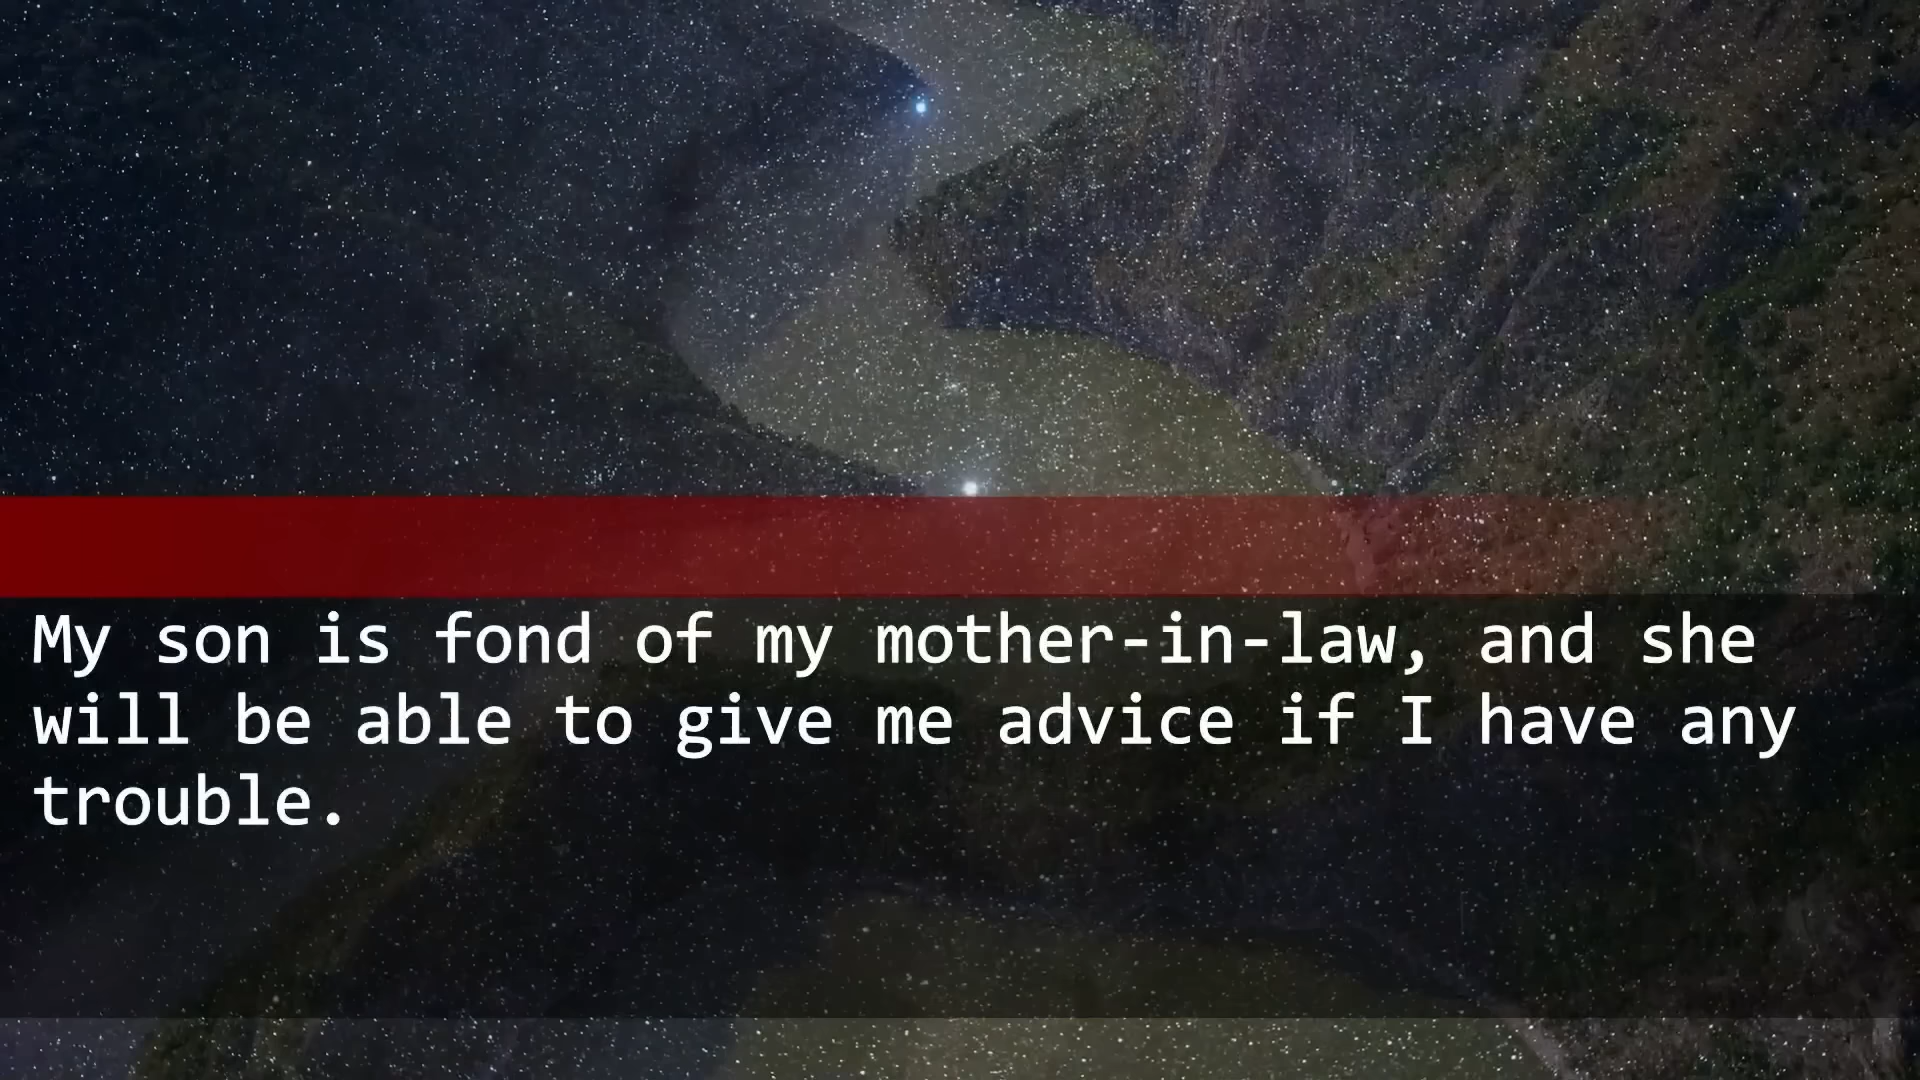 My son is fond of my mother-in-law, and she
will be able to give me advice if I have any
trouble.